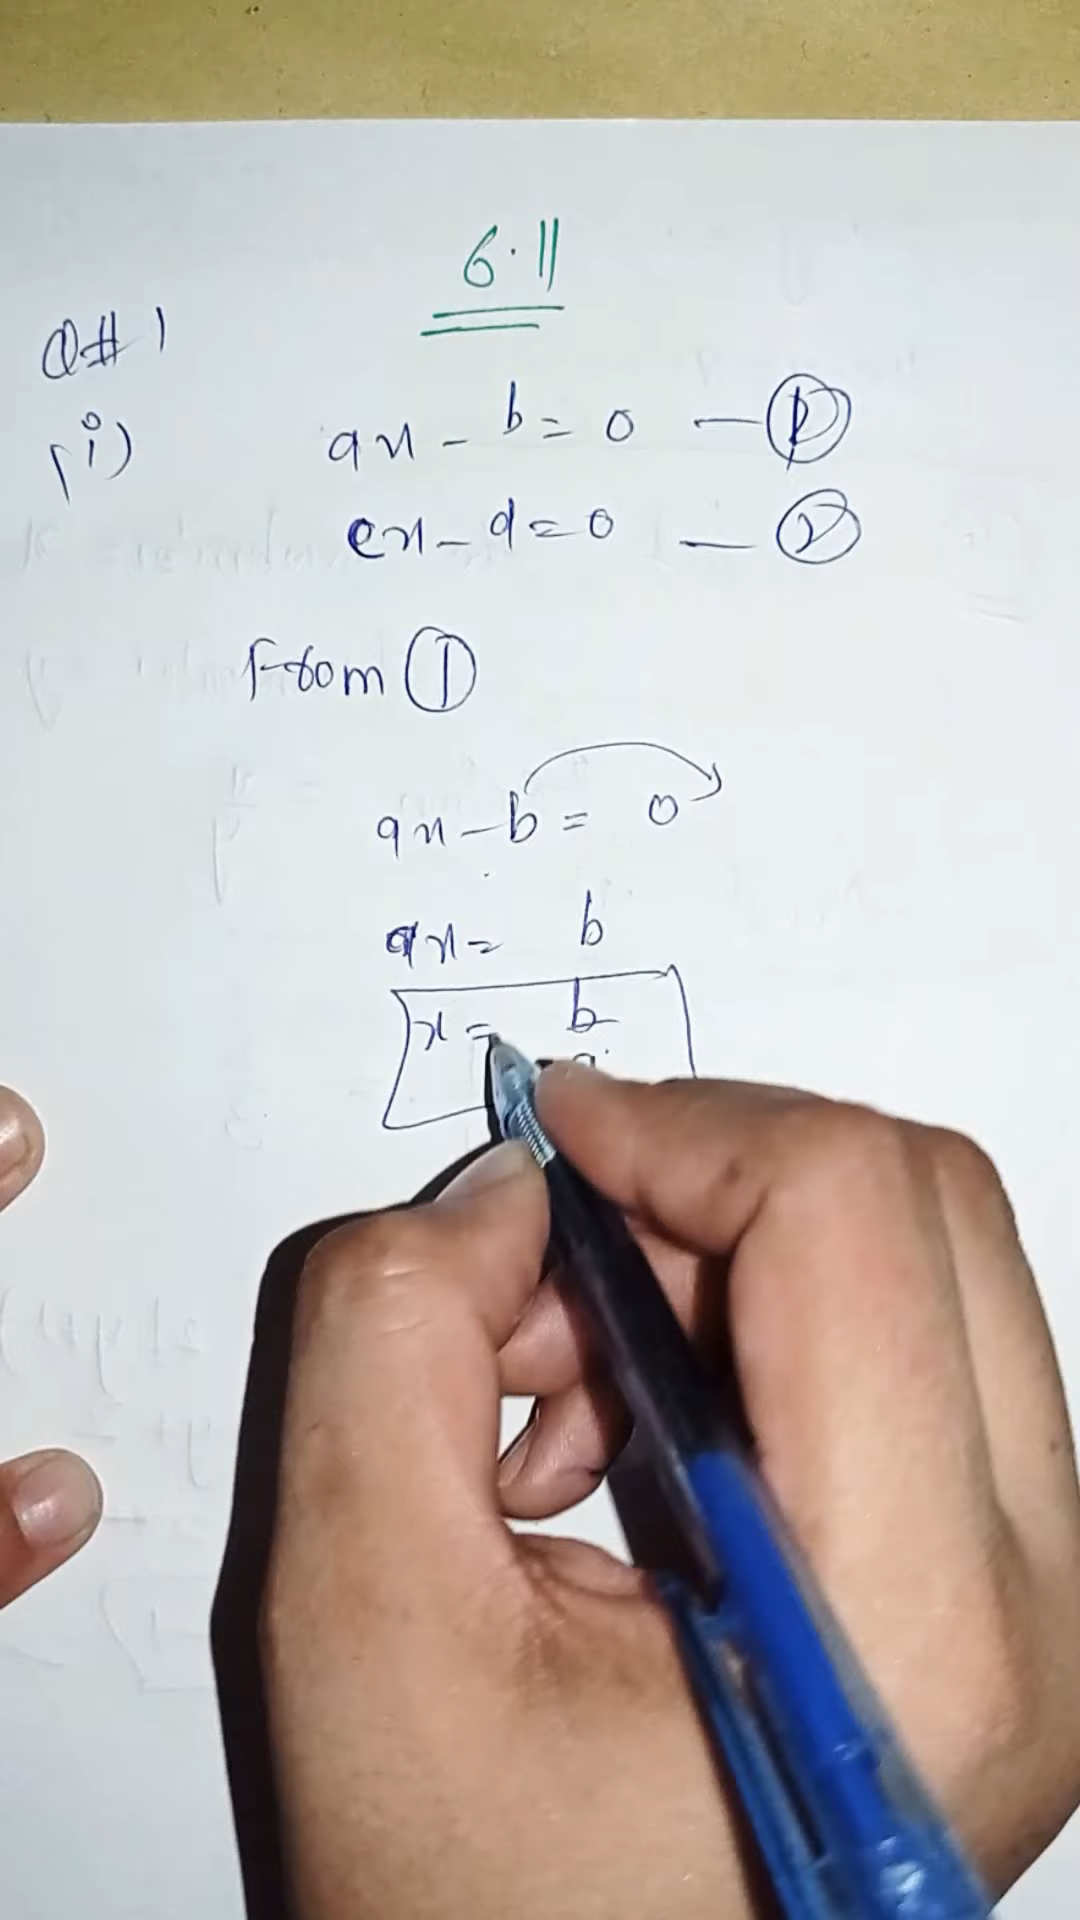 6.11
Q# 1
(i) ax - b = 0 — ①
cx - d = 0 — ②
From ①
ax - b = 0
ax = b
x = b
a